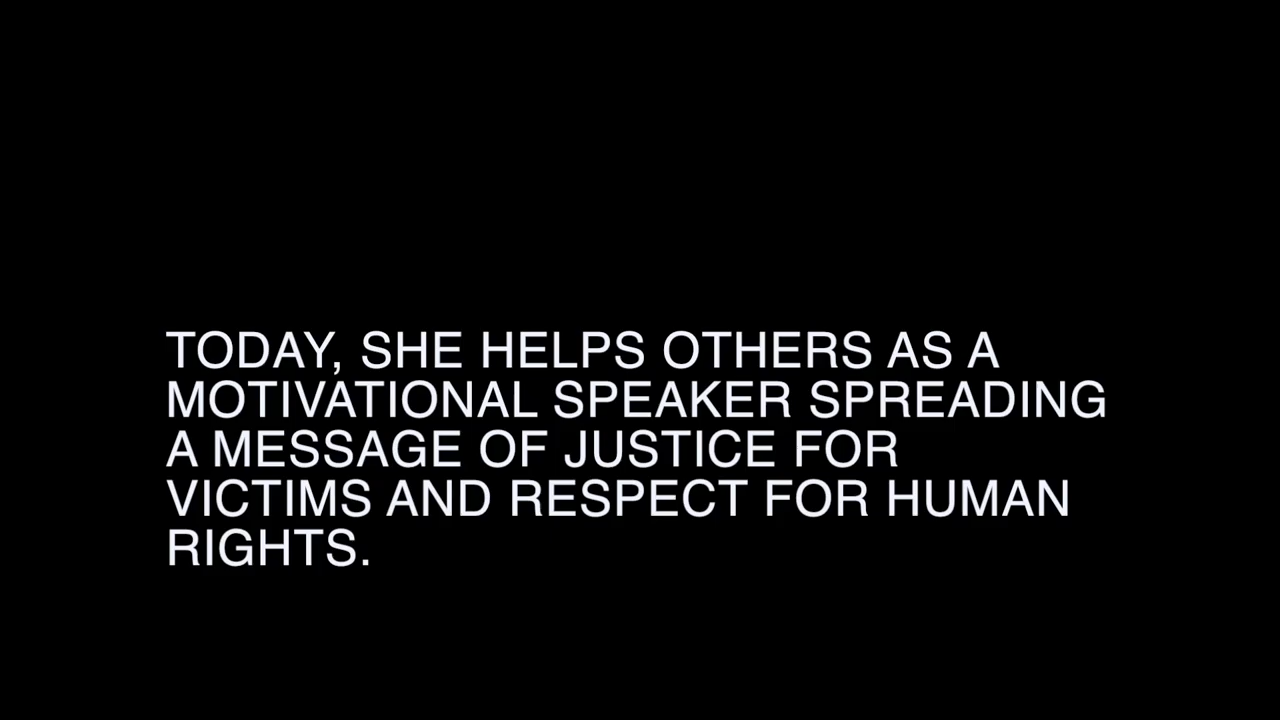 TODAY, SHE HELPS OTHERS AS A
MOTIVATIONAL SPEAKER SPREADING
A MESSAGE OF JUSTICE FOR
VICTIMS AND RESPECT FOR HUMAN
RIGHTS.